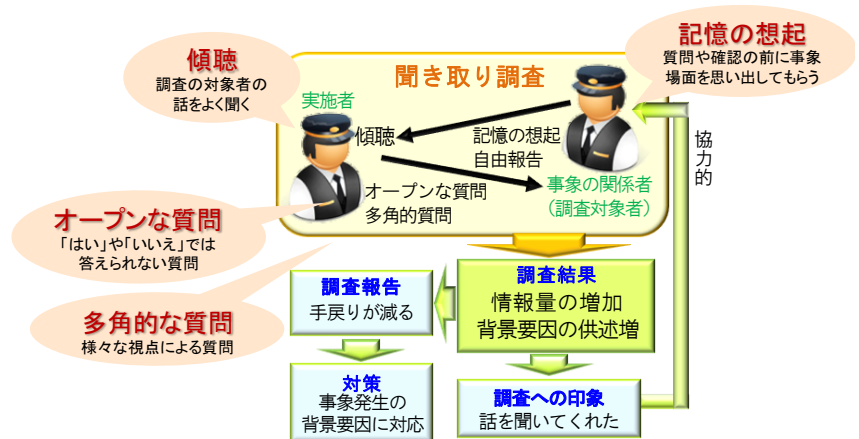 傾聴
調査の対象者の
話をよく聞く
記憶の想起
質問や確認の前に事象
場面を思い出してもらう
聞き取り調査
実施者
傾聴
記憶の想起
自由報告
オープンな質問
多角的質問
事象の関係者
（調査対象者）
協力的
オープンな質問
「はい」や「いいえ」では
答えられない質問
多角的な質問
様々な視点による質問
調査結果
情報量の増加
背景要因の供述増
調査報告
手戻りが減る
対策
事象発生の
背景要因に対応
調査への印象
話を聞いてくれた